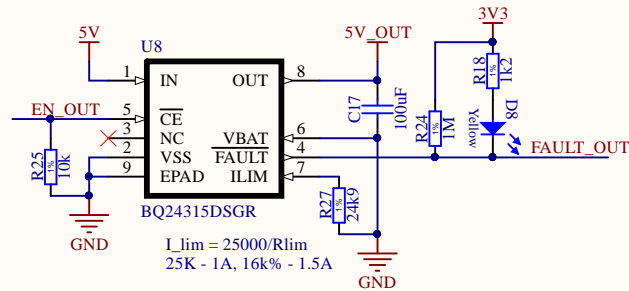 3V3
5V
U8
5V_OUT
1
IN
OUT
8
R18
1%
1k2
EN_OUT
5
CE
C17
100uF
R24
1%
1M
D8
Yellow
3
NC
VBAT
6
2
VSS
FAULT
4
FAULT_OUT
R25
1%
10k
9
EPAD
ILIM
7
BQ24315DSGR
R27
1%
24k9
GND
I_lim = 25000/Rlim
25K - 1A, 16k% - 1.5A
GND